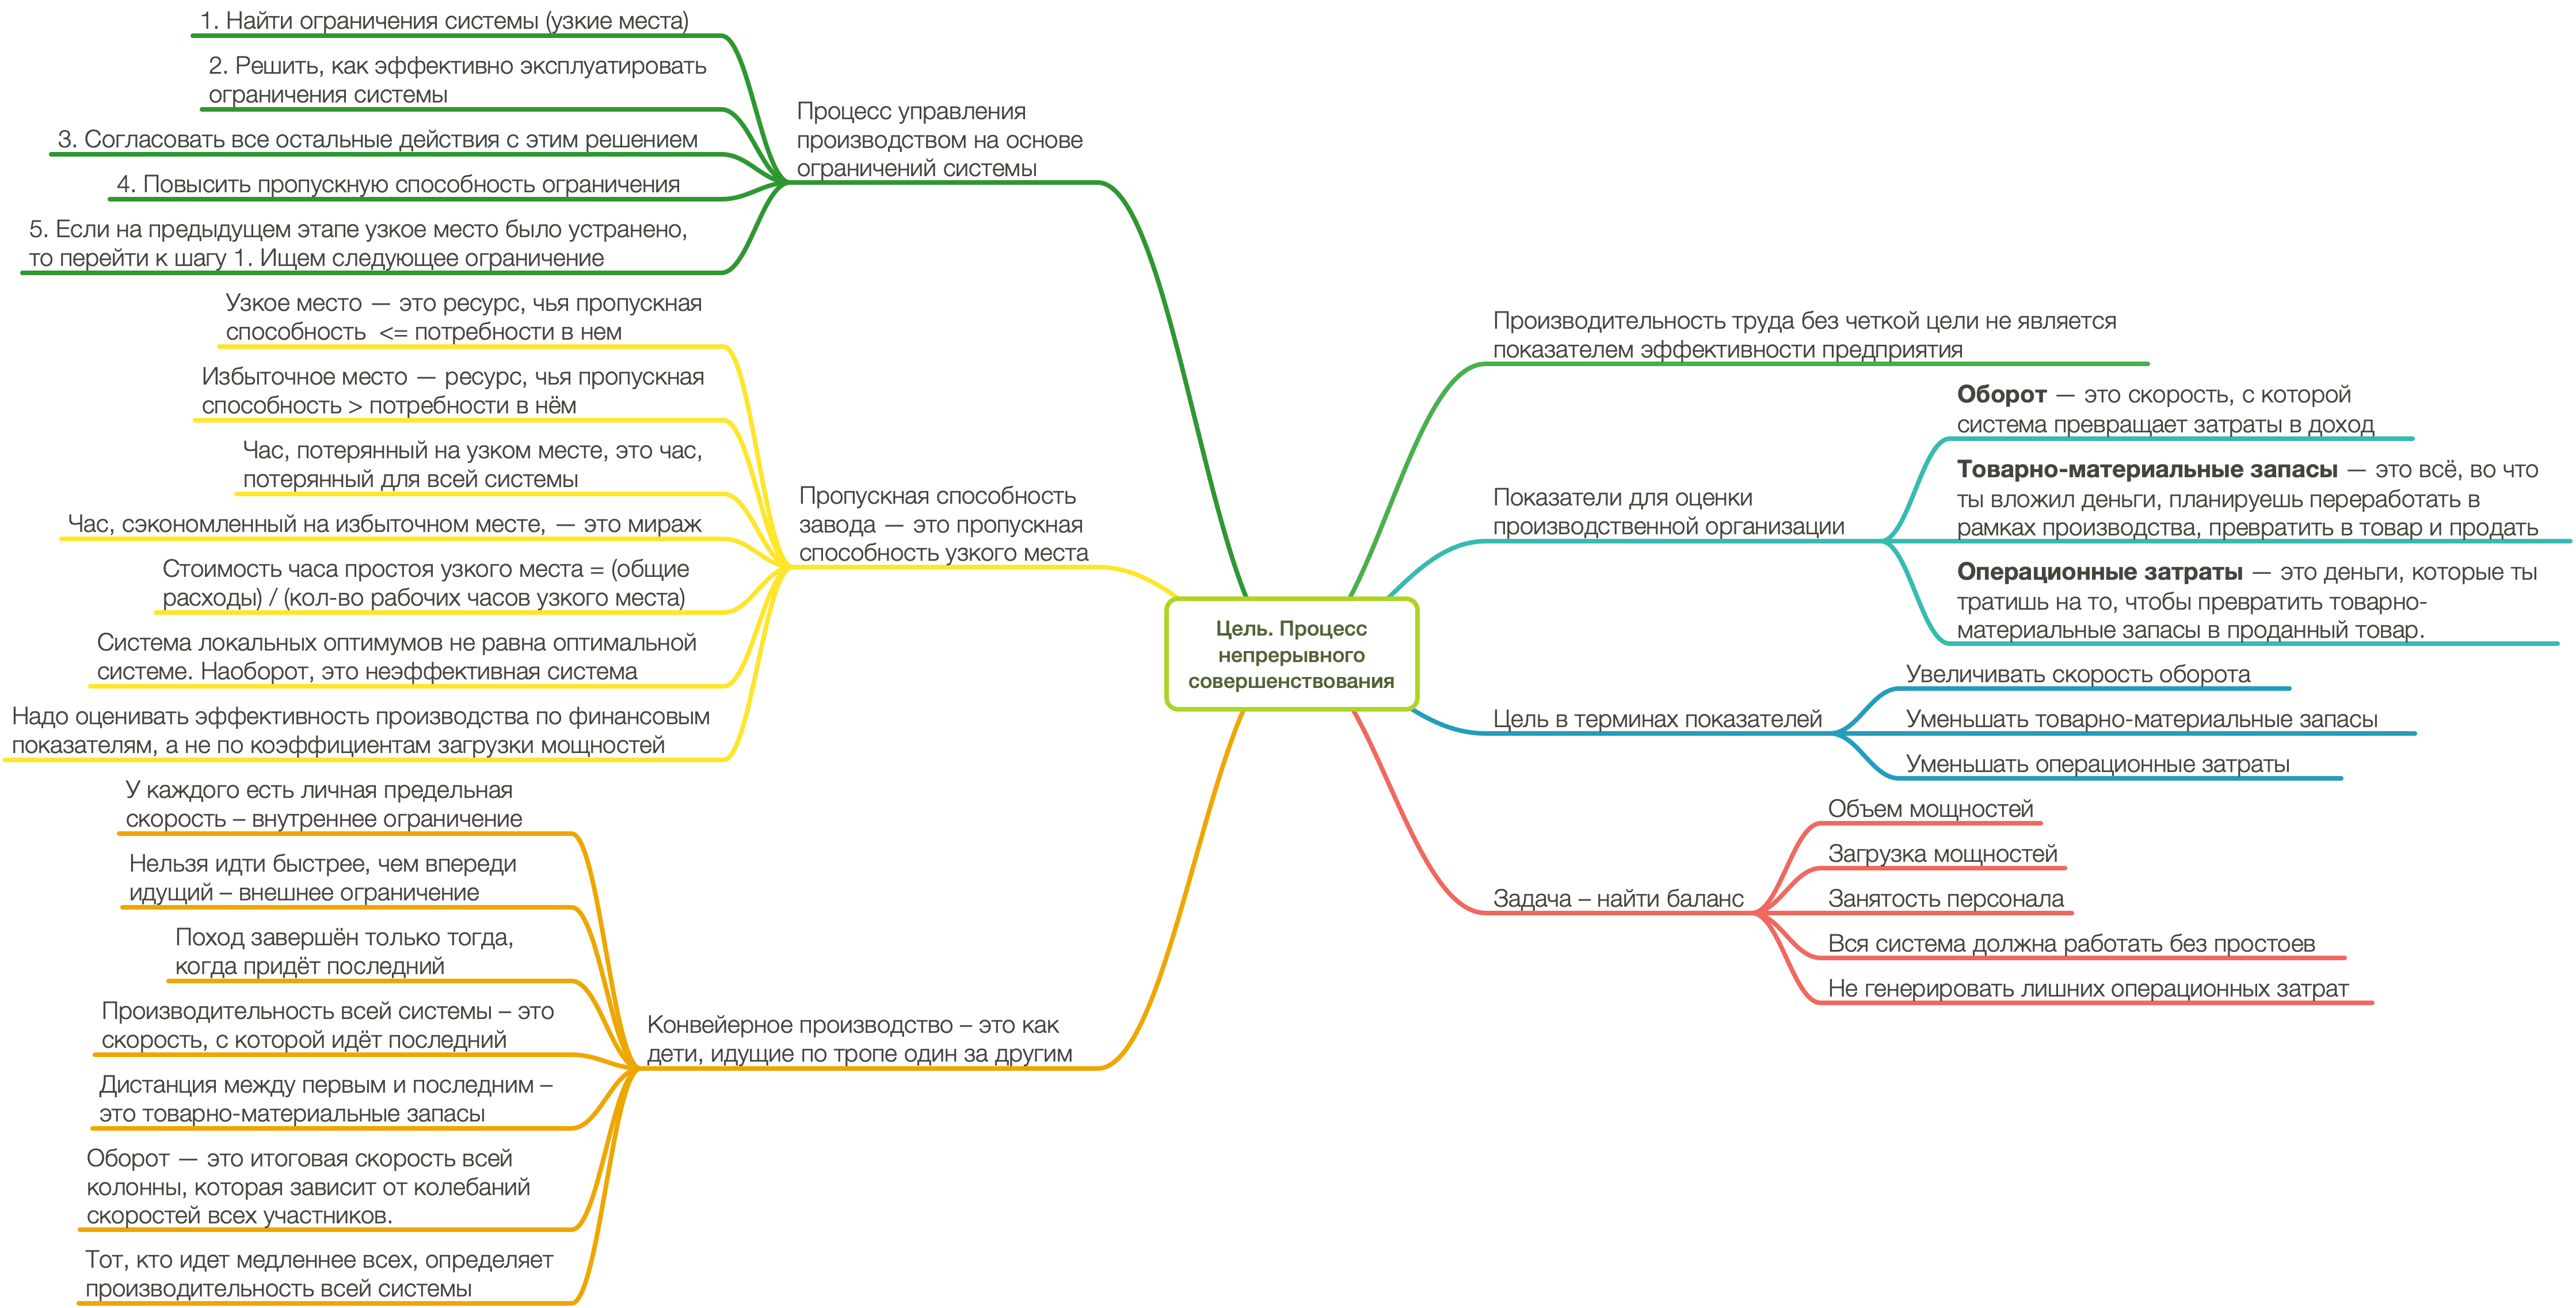 Цель. Процесс
непрерывного
совершенствования
Производительность труда без четкой цели не является
показателем эффективности предприятия
Показатели для оценки
производственной организации
Оборот — это скорость, с которой
система превращает затраты в доход
Товарно-материальные запасы — это всё, во что
ты вложил деньги, планируешь переработать в
рамках производства, превратить в товар и продать
Операционные затраты — это деньги, которые ты
тратишь на то, чтобы превратить товарно-
материальные запасы в проданный товар.
Цель в терминах показателей
Увеличивать скорость оборота
Уменьшать товарно-материальные запасы
Уменьшать операционные затраты
Задача – найти баланс
Объем мощностей
Загрузка мощностей
Занятость персонала
Вся система должна работать без простоев
Не генерировать лишних операционных затрат
Процесс управления
производством на основе
ограничений системы
1. Найти ограничения системы (узкие места)
2. Решить, как эффективно эксплуатировать
ограничения системы
3. Согласовать все остальные действия с этим решением
4. Повысить пропускную способность ограничения
5. Если на предыдущем этапе узкое место было устранено,
то перейти к шагу 1. Ищем следующее ограничение
Пропускная способность
завода — это пропускная
способность узкого места
Узкое место — это ресурс, чья пропускная
способность <= потребности в нем
Избыточное место — ресурс, чья пропускная
способность > потребности в нём
Час, потерянный на узком месте, это час,
потерянный для всей системы
Час, сэкономленный на избыточном месте, — это мираж
Стоимость часа простоя узкого места = (общие
расходы) / (кол-во рабочих часов узкого места)
Система локальных оптимумов не равна оптимальной
системе. Наоборот, это неэффективная система
Надо оценивать эффективность производства по финансовым
показателям, а не по коэффициентам загрузки мощностей
Конвейерное производство – это как
дети, идущие по тропе один за другим
У каждого есть личная предельная
скорость – внутреннее ограничение
Нельзя идти быстрее, чем впереди
идущий – внешнее ограничение
Поход завершён только тогда,
когда придёт последний
Производительность всей системы – это
скорость, с которой идёт последний
Дистанция между первым и последним –
это товарно-материальные запасы
Оборот — это итоговая скорость всей
колонны, которая зависит от колебаний
скоростей всех участников.
Тот, кто идет медленнее всех, определяет
производительность всей системы